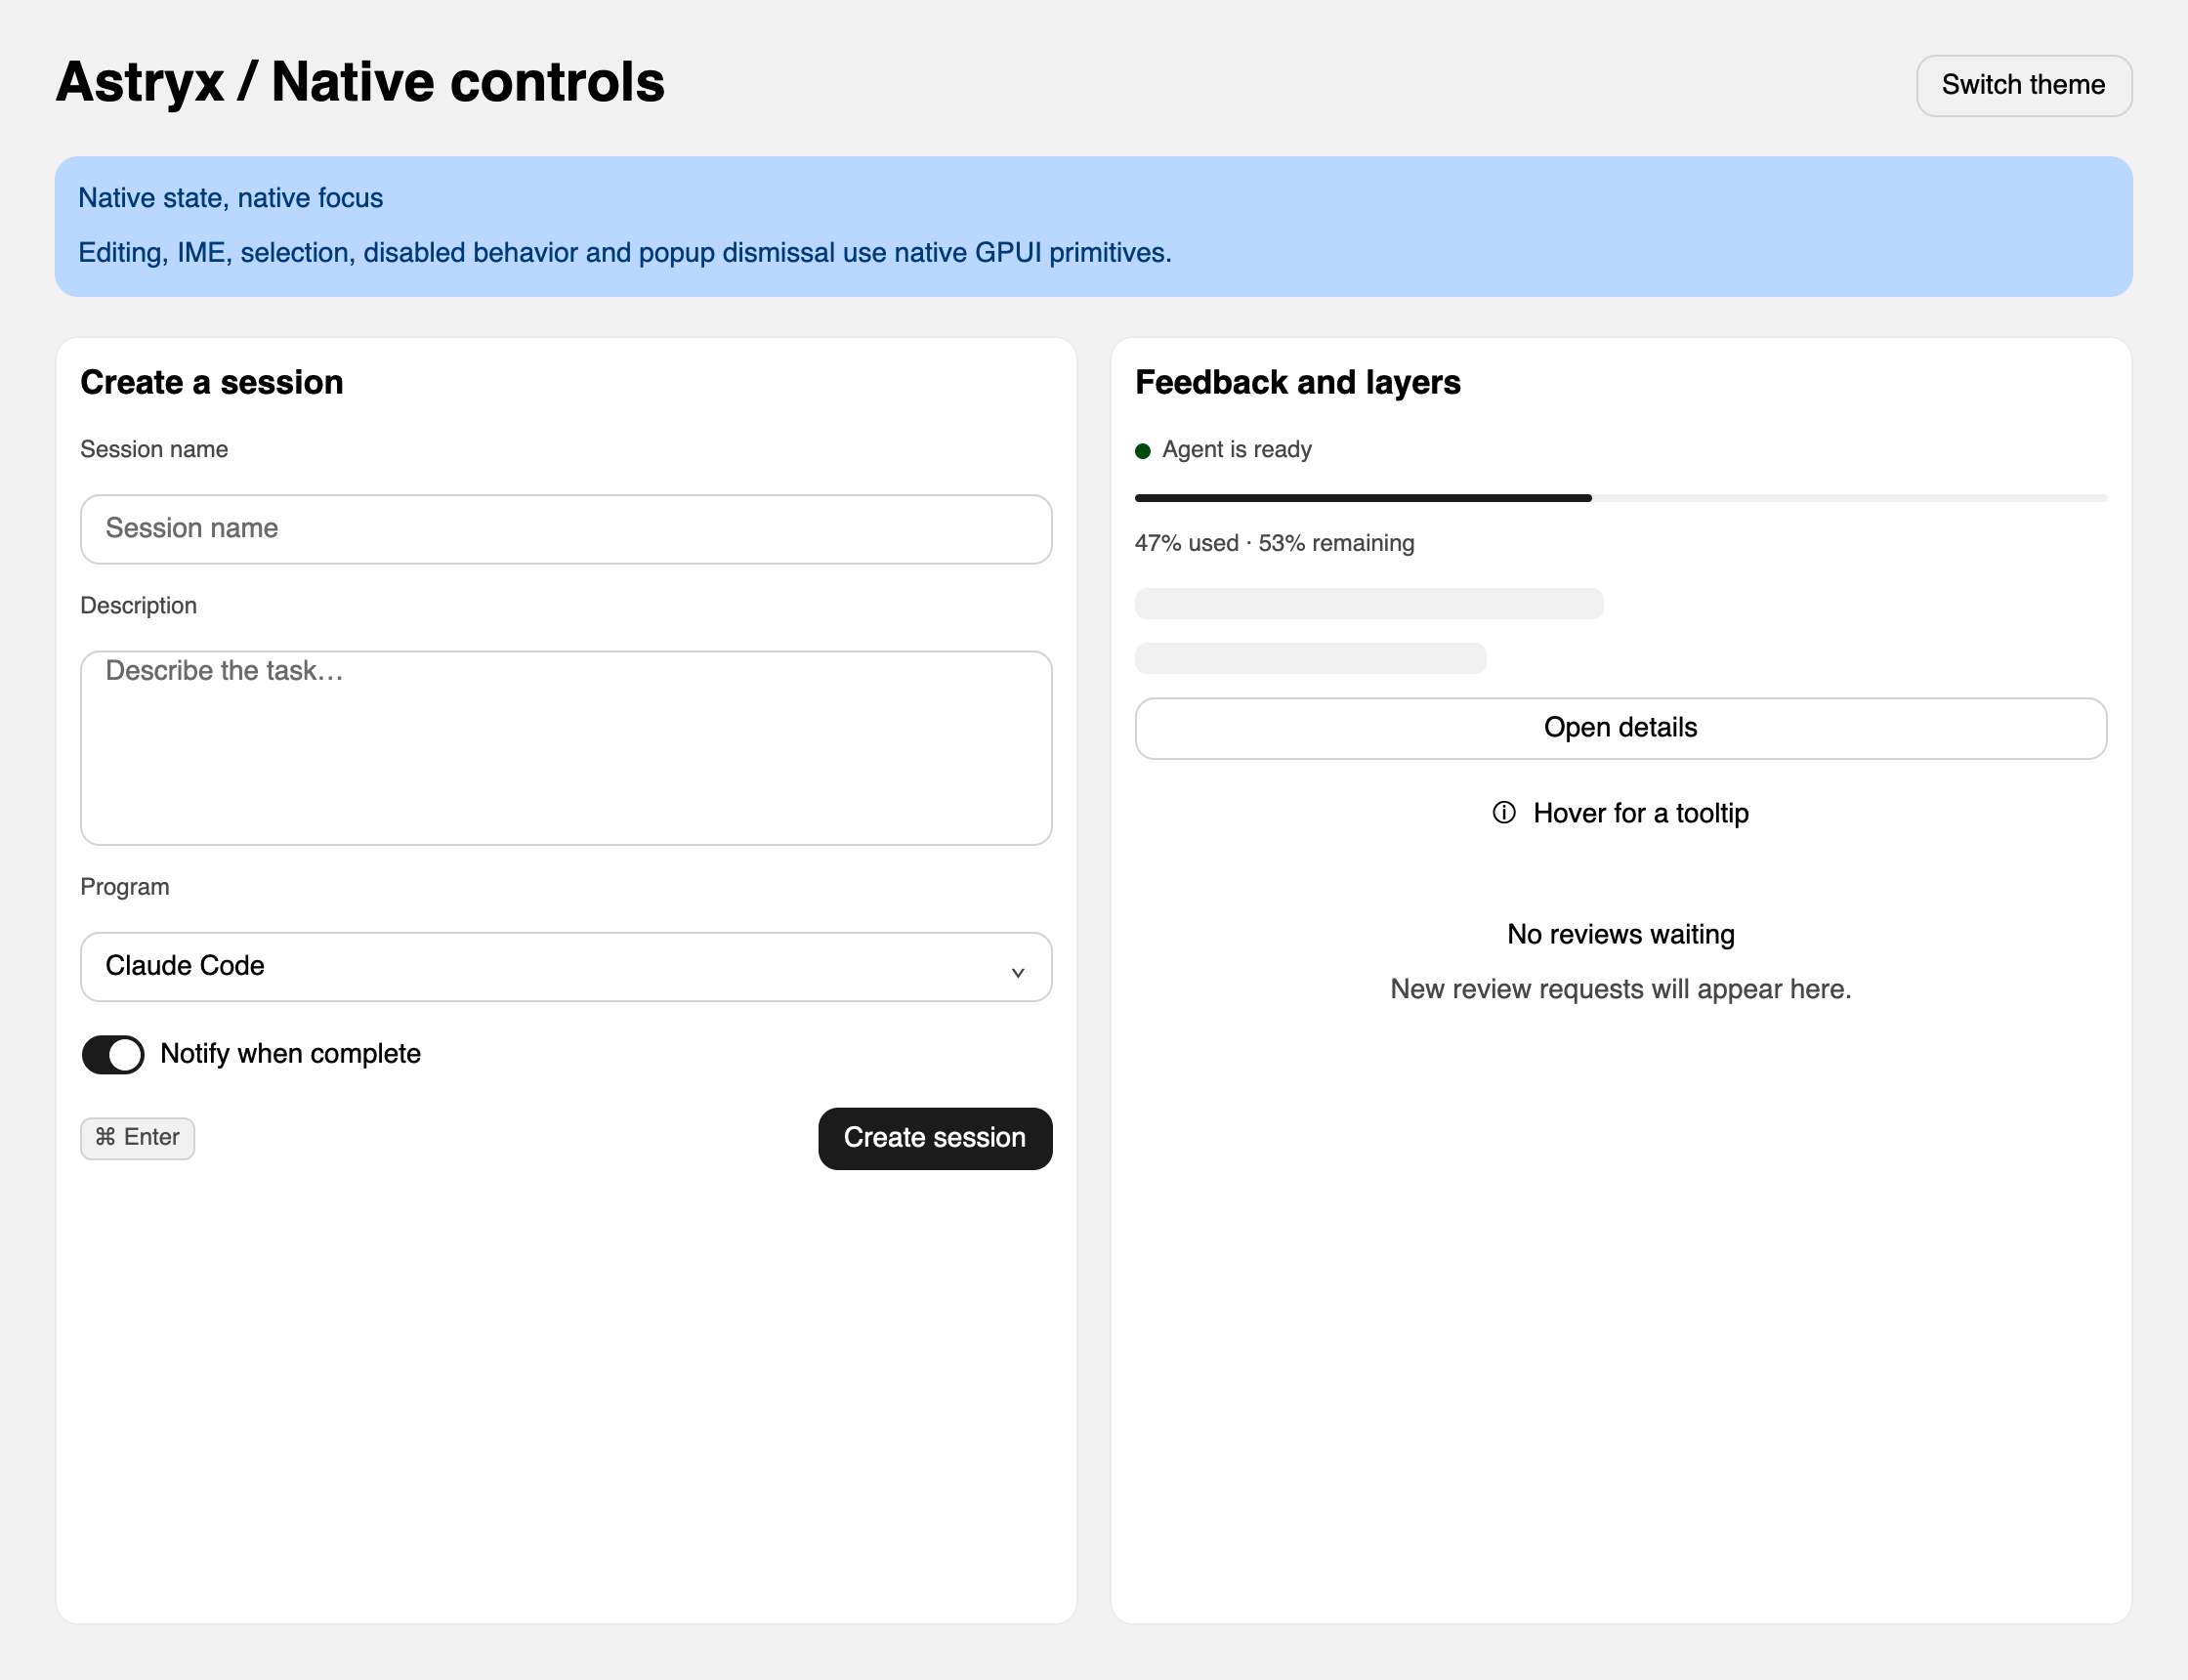 Astryx / Native controls
Switch theme
Native state, native focus
Editing, IME, selection, disabled behavior and popup dismissal use native GPUI primitives.
Create a session
Session name
Session name
Description
Describe the task…
Program
Claude Code
Notify when complete
⌘ Enter
Create session
Feedback and layers
Agent is ready
47% used · 53% remaining
Open details
Hover for a tooltip
No reviews waiting
New review requests will appear here.